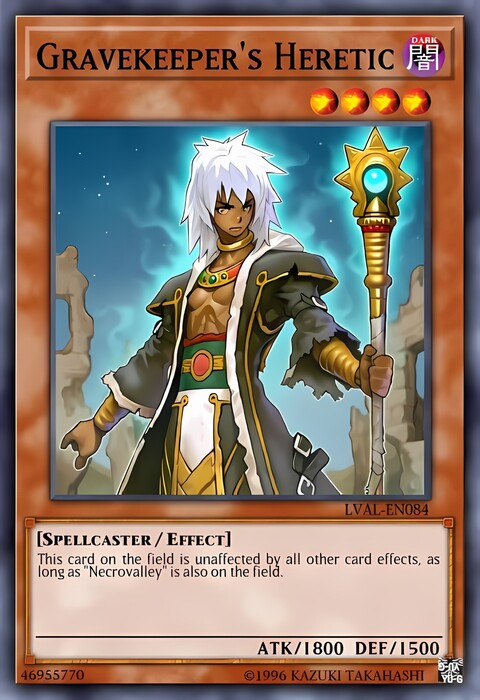 GRAVEKEEPER'S HERETIC
DARK
闇
LVAL-EN084
[SPELLCASTER / EFFECT]
This card on the field is unaffected by all other card effects, as
long as "Necrovalley" is also on the field.
ATK/1800 DEF/1500
46955770
©1996 KAZUKI TAKAHASHI